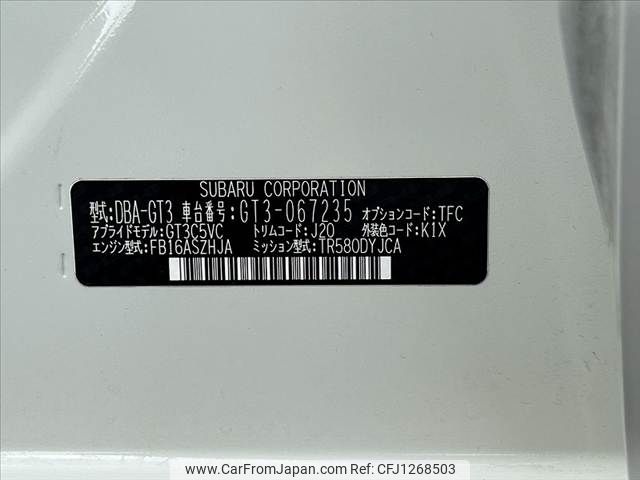 SUBARU CORPORATION
型式:DBA-GT3 車台番号:GT3-067235 オプションコード:TFC
アプライドモデル:GT3C5VC トリムコード:J20 外装色コード:K1X
エンジン型式:FB16ASZHJA ミッション型式:TR580DYJCA
www.CarFromJapan.com | CFJ1268503